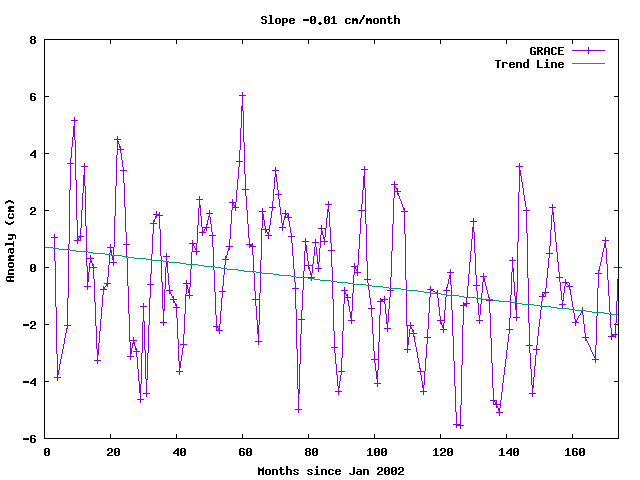 Slope -0.01 cm/month
8
GRACE
Trend Line
6
4
2
0
-2
-4
-6
Anomaly (cm)
0 20 40 60 80 100 120 140 160
Months since Jan 2002